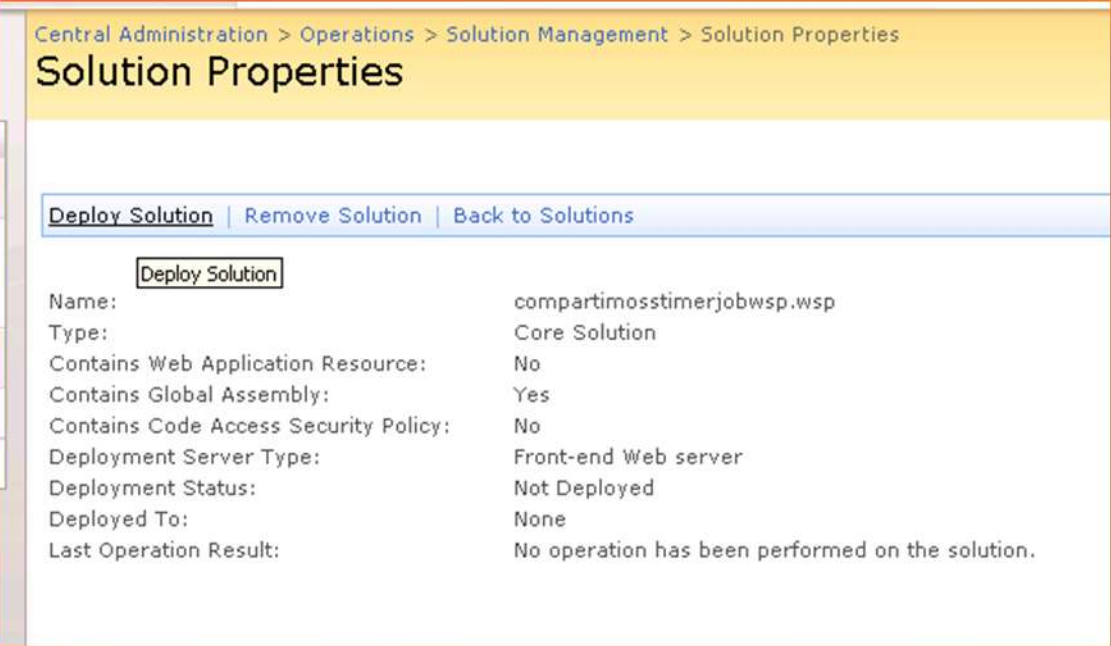 Central Administration > Operations > Solution Management > Solution Properties
Solution Properties
Deploy Solution | Remove Solution | Back to Solutions
Deploy Solution
Name: compartimosstimerjobwsp.wsp
Type: Core Solution
Contains Web Application Resource: No
Contains Global Assembly: Yes
Contains Code Access Security Policy: No
Deployment Server Type: Front-end Web server
Deployment Status: Not Deployed
Deployed To: None
Last Operation Result: No operation has been performed on the solution.